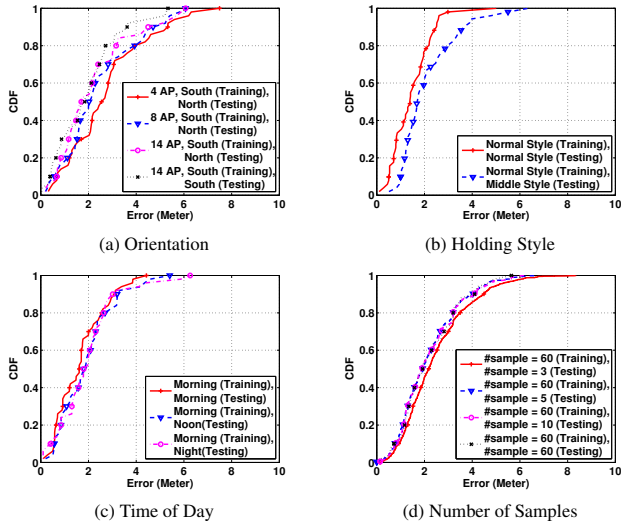 1
0.8
0.6
0.4
0.2
0
CDF
0 2 4 6 8 10
Error (Meter)
4 AP, South (Training),
North (Testing)
8 AP, South (Training),
North (Testing)
14 AP, South (Training),
North (Testing)
14 AP, South (Training),
South (Testing)
(a) Orientation
1
0.8
0.6
0.4
0.2
0
CDF
0 2 4 6 8 10
Error (Meter)
Normal Style (Training)
Normal Style (Testing)
Normal Style (Training),
Middle Style (Testing)
(b) Holding Style
1
0.8
0.6
0.4
0.2
0
CDF
0 2 4 6 8 10
Error (Meter)
Morning (Training),
Morning (Testing)
Morning (Training),
Noon(Testing)
Morning (Training),
Night(Testing)
(c) Time of Day
1
0.8
0.6
0.4
0.2
0
CDF
0 2 4 6 8 10
Error (Meter)
#sample = 60 (Training),
#sample = 3 (Testing)
#sample = 60 (Training),
#sample = 5 (Testing)
#sample = 60 (Training),
#sample = 10 (Testing)
#sample = 60 (Training),
#sample = 60 (Testing)
(d) Number of Samples